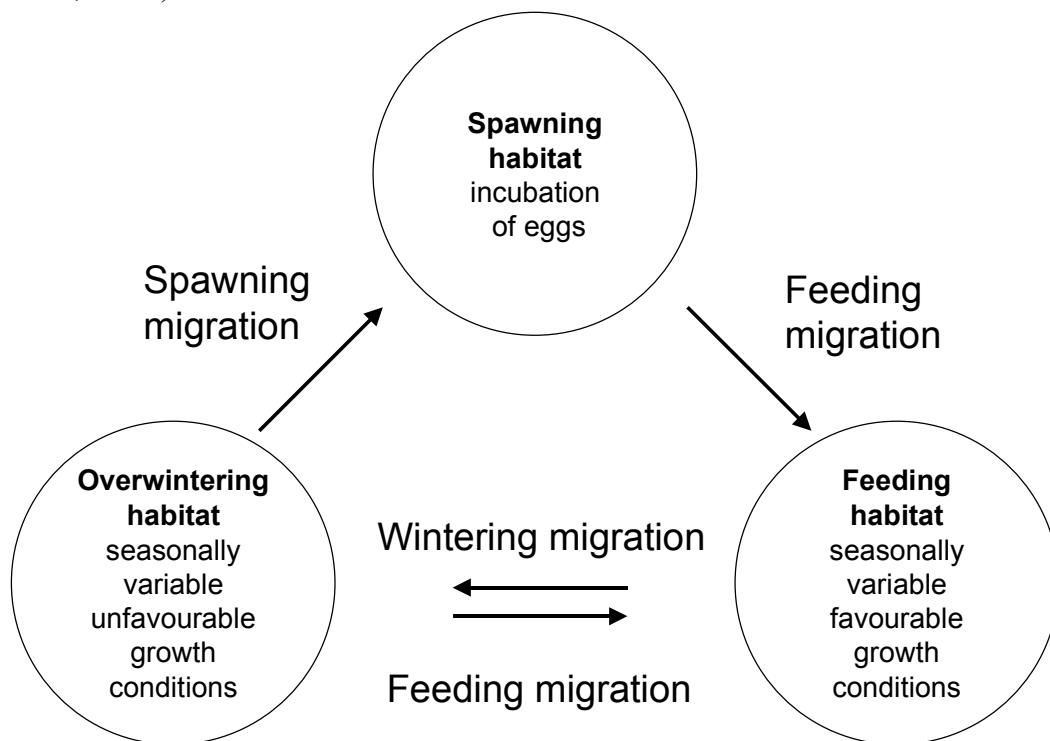 Spawning
habitat
incubation
of eggs
Spawning
migration
Feeding
migration
Overwintering
habitat
seasonally
variable
unfavourable
growth
conditions
Wintering migration
Feeding migration
Feeding
habitat
seasonally
variable
favourable
growth
conditions